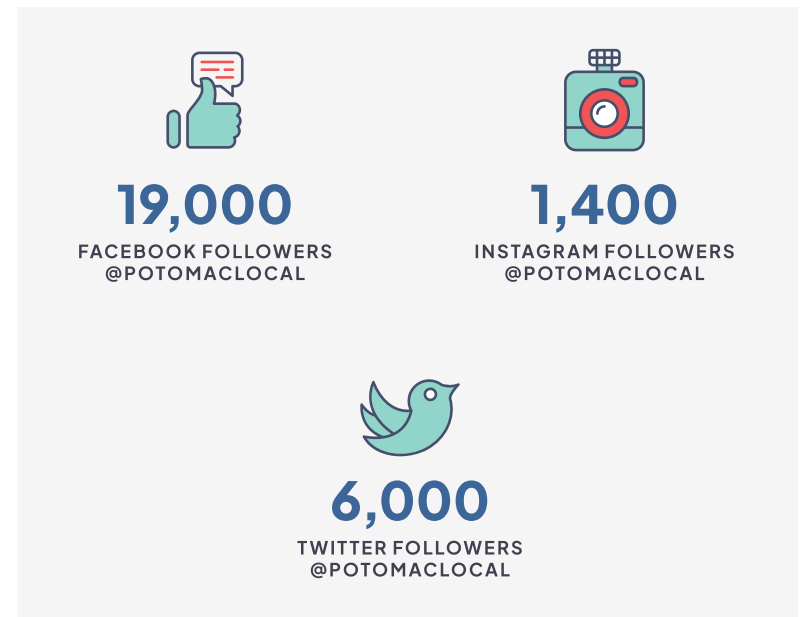 19,000
FACEBOOK FOLLOWERS
@POTOMACLOCAL
1,400
INSTAGRAM FOLLOWERS
@POTOMACLOCAL
6,000
TWITTER FOLLOWERS
@POTOMACLOCAL